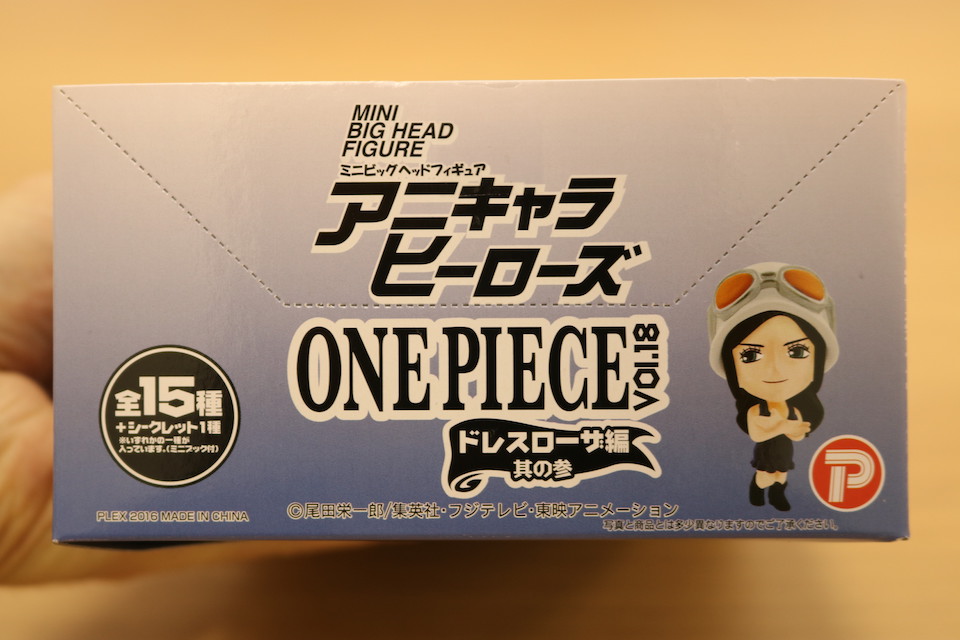 MINI
BIG HEAD
FIGURE
ミニビッグヘッドフィギュア
アニキャラ
ヒーローズ
ONE PIECE VOL.18
ドレスローザ編
其の参
全15種
+シークレット1種
※いずれかの一種が
入っています。(ミニブック付)
P
©尾田栄一郎/集英社・フジテレビ・東映アニメーション
PLEX 2016 MADE IN CHINA
写真と商品とは多少異なりますのでご了承ください。